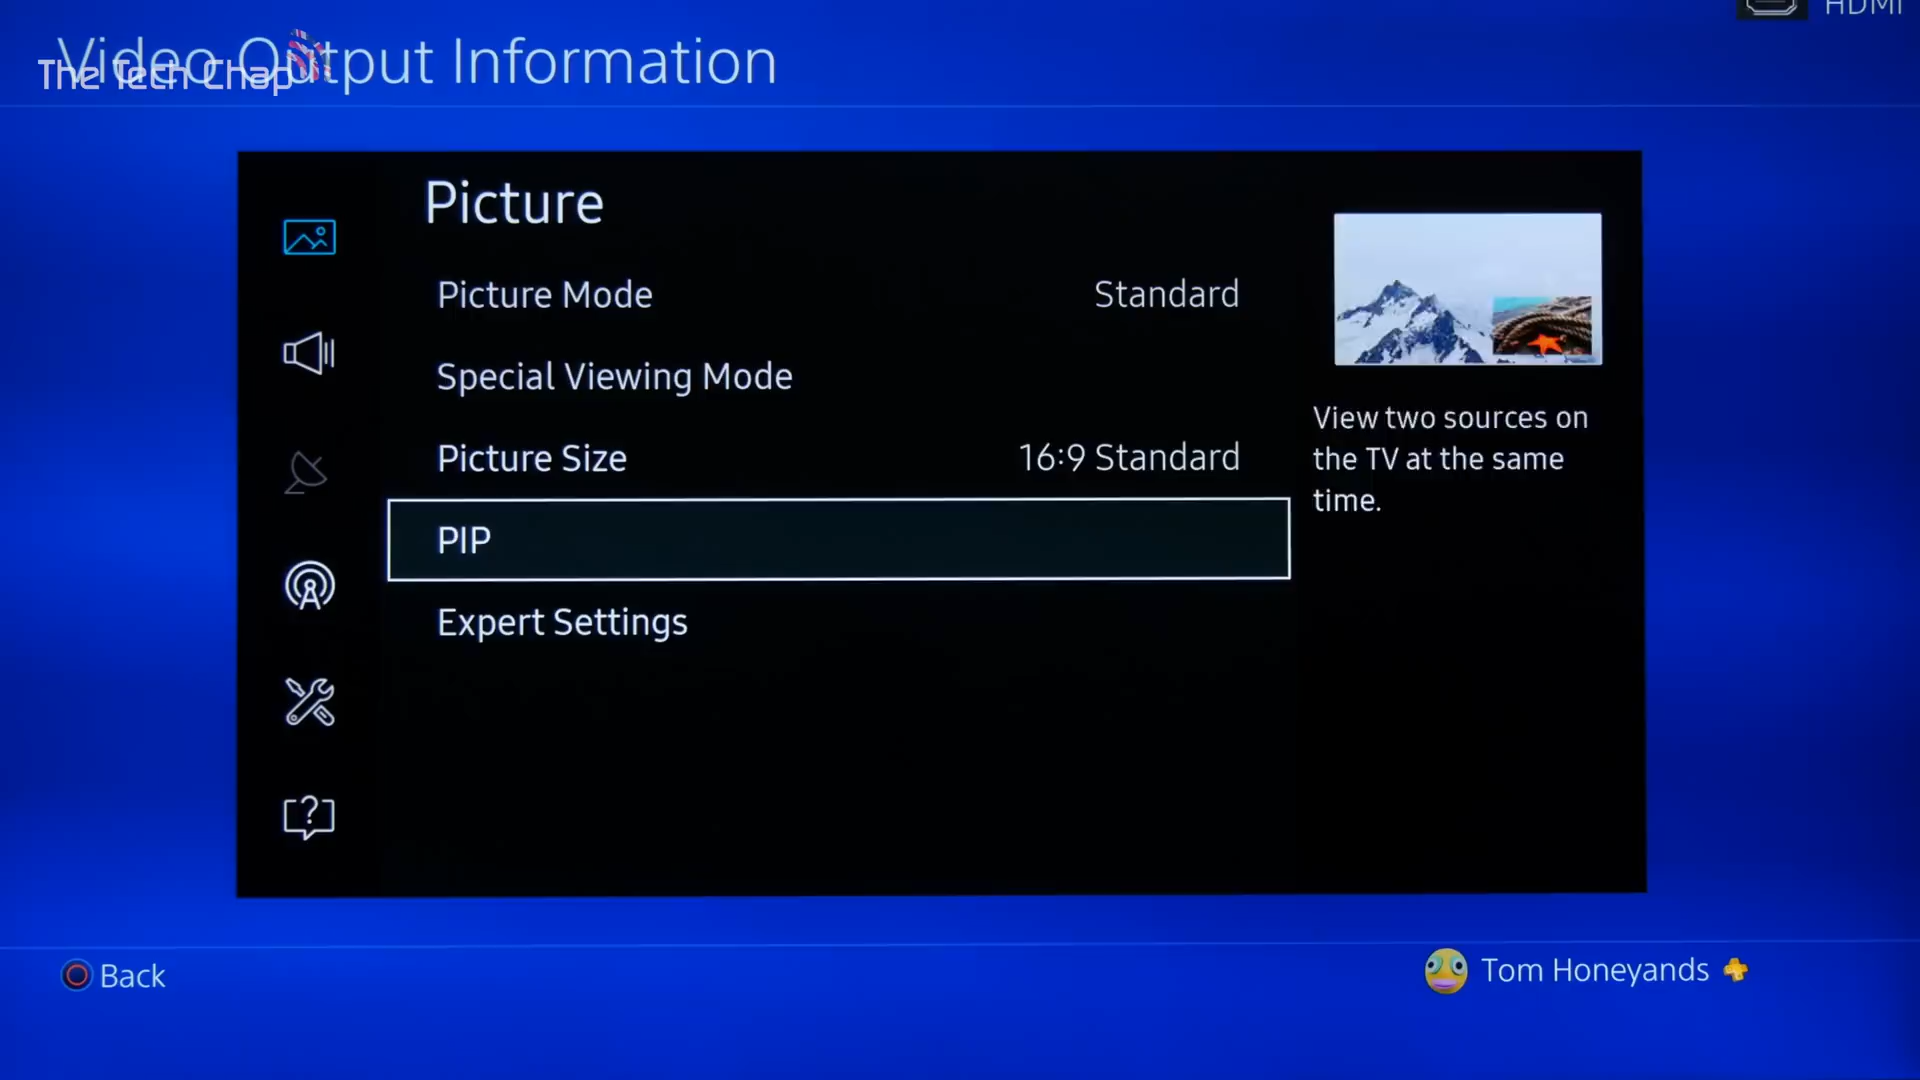 HDMI
Video Output Information
The Tech Chap
Picture
Picture Mode
Standard
Special Viewing Mode
Picture Size
16:9 Standard
PIP
Expert Settings
View two sources on
the TV at the same
time.
Back
Tom Honeyands